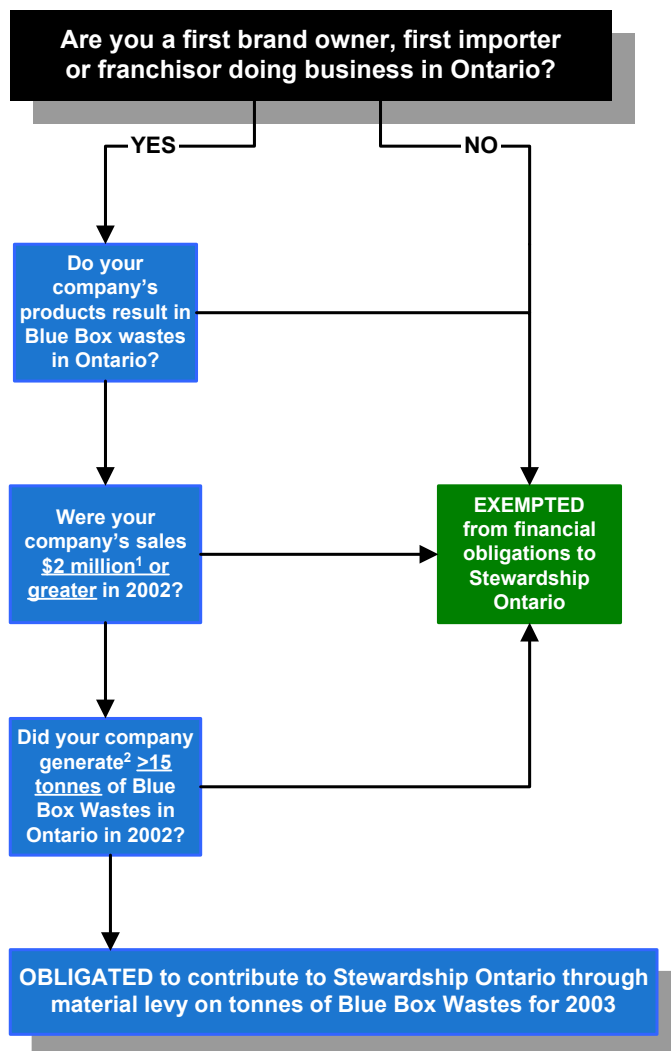 Are you a first brand owner, first importer
or franchisor doing business in Ontario?
YES
NO
Do your
company’s
products result in
Blue Box wastes
in Ontario?
Were your
company’s sales
$2 million¹ or
greater in 2002?
EXEMPTED
from financial
obligations to
Stewardship
Ontario
Did your company
generate² >15
tonnes of Blue
Box Wastes in
Ontario in 2002?
OBLIGATED to contribute to Stewardship Ontario through
material levy on tonnes of Blue Box Wastes for 2003